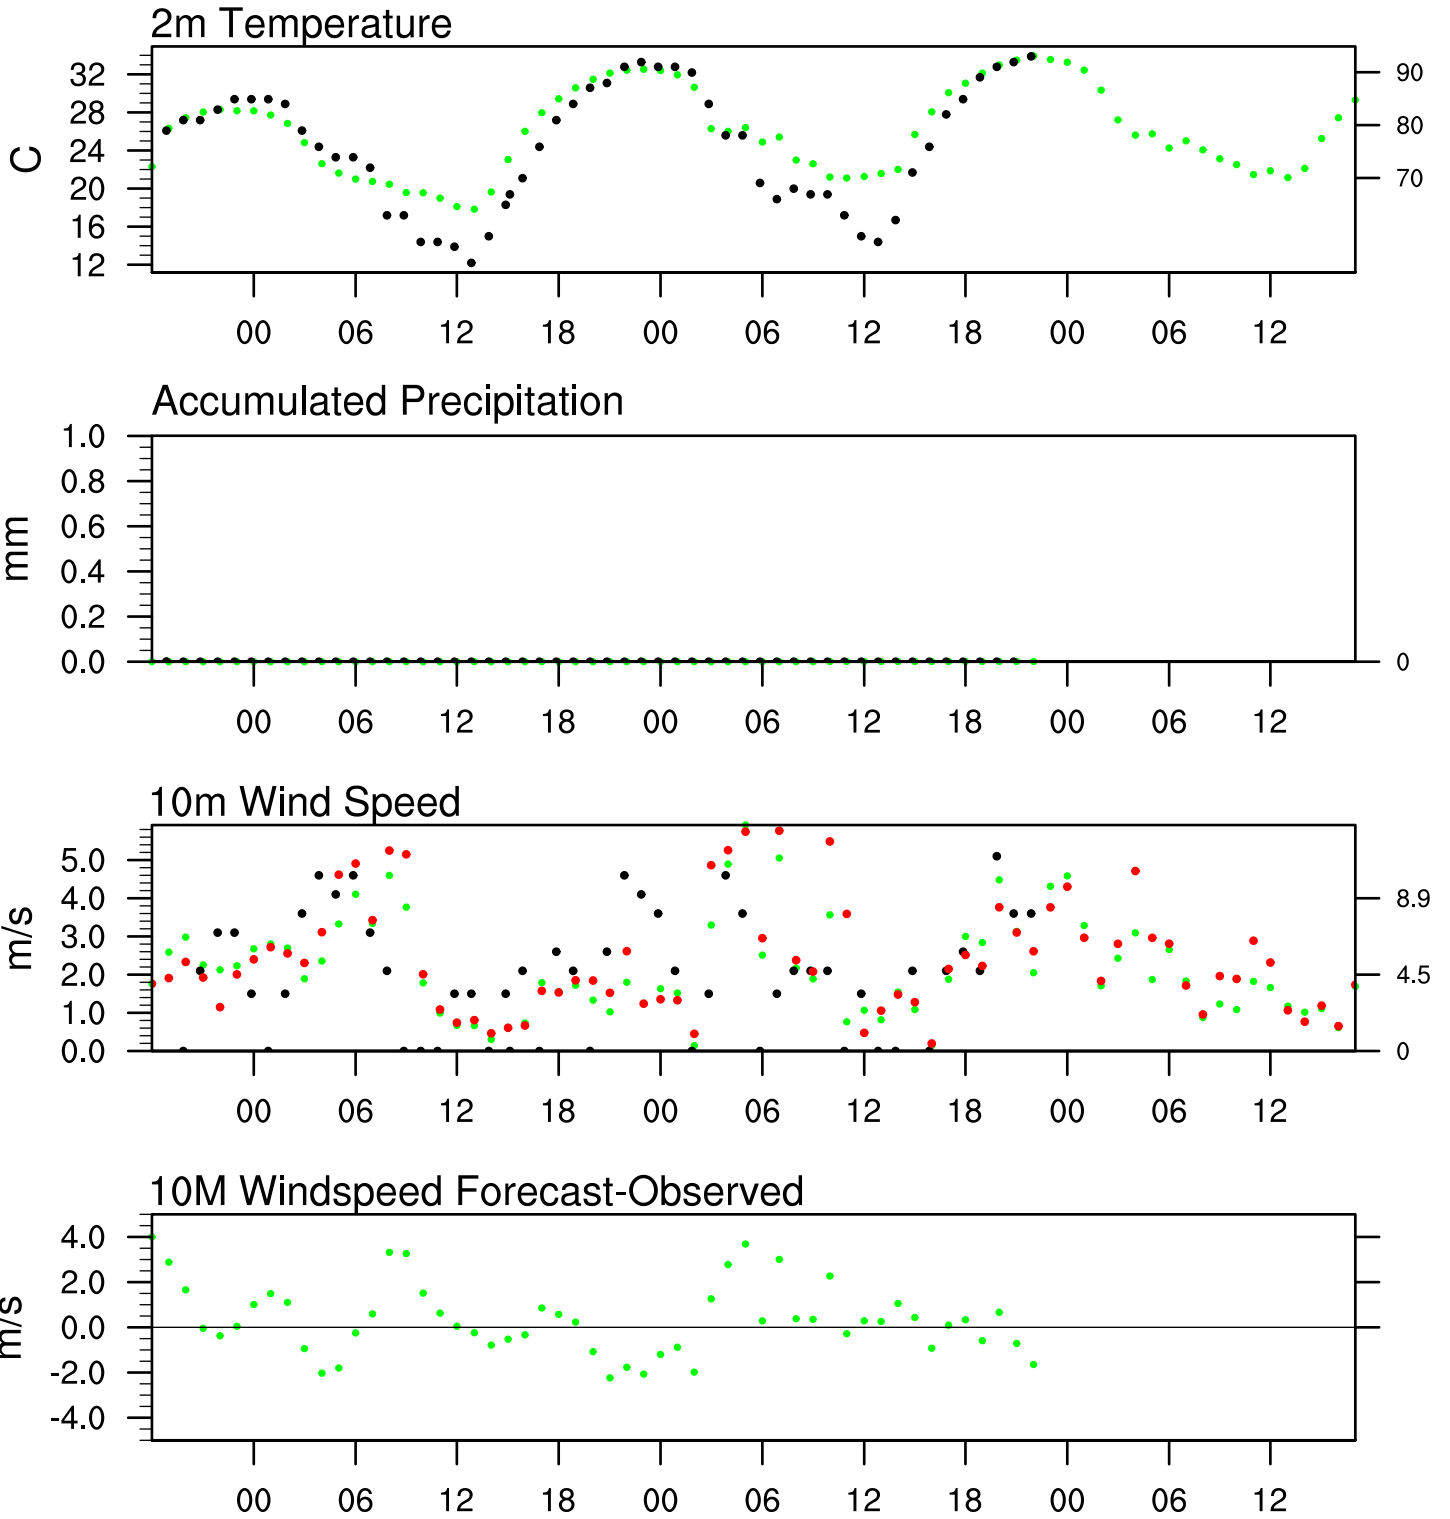 2m Temperature
32 90
28
80
24
C
70
20
16
12
00 06 12 18 00 06 12 18 00 06 12
Accumulated Precipitation
1.0
0.8
0.6
mm
0.4
0.2
0.0 0
00 06 12 18 00 06 12 18 00 06 12
10m Wind Speed
5.0
4.0 8.9
3.0
m/s
2.0 4.5
1.0
0.0 0
00 06 12 18 00 06 12 18 00 06 12
10M Windspeed Forecast-Observed
4.0
2.0
0.0
m/s
-2.0
-4.0
00 06 12 18 00 06 12 18 00 06 12